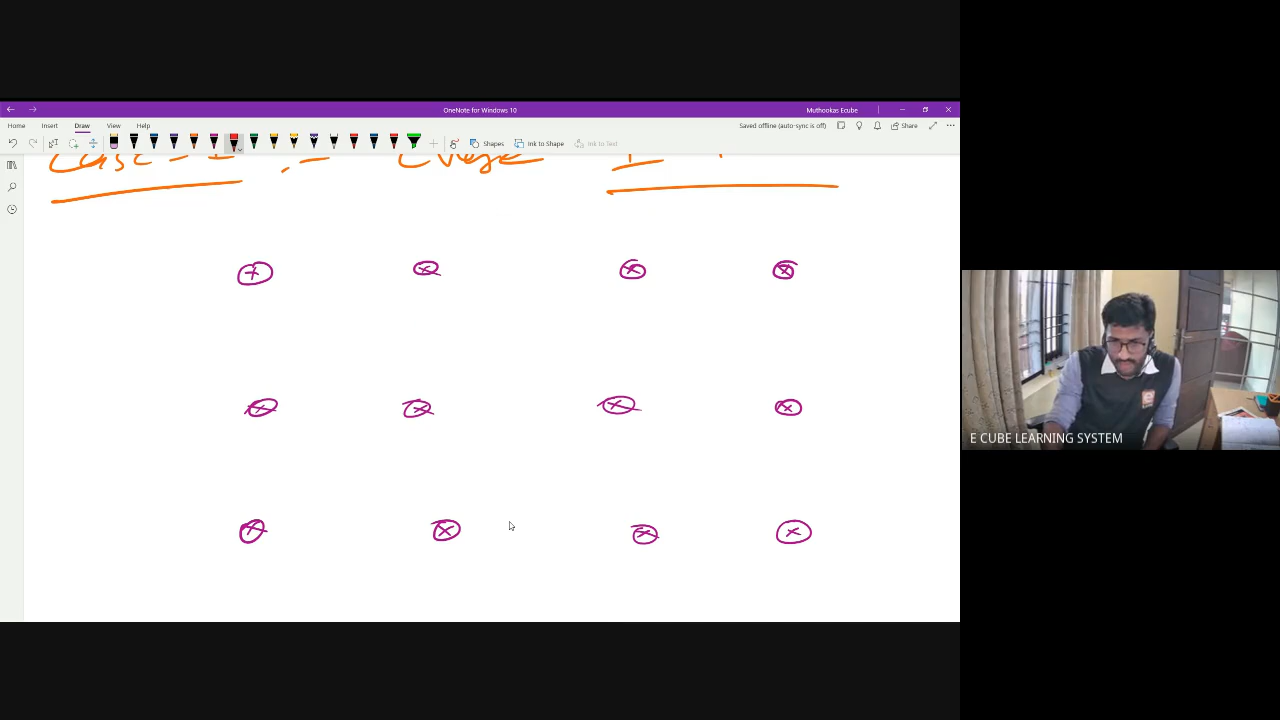 OneNote for Windows 10
Muthookas Ecube
Home Insert Draw View Help
Saved offline (auto-sync is off)
Share
Shapes
Ink to Shape
Ink to Text
Case - I :-
E CUBE LEARNING SYSTEM